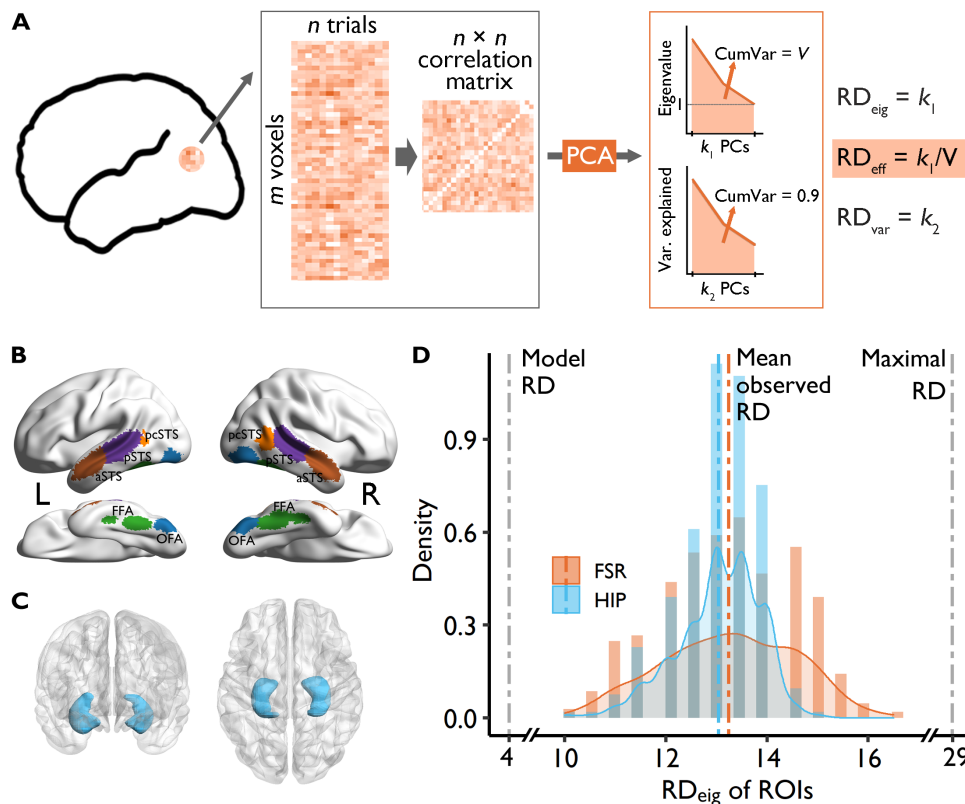 A
n trials
m voxels
n × n
correlation
matrix
PCA
Eigenvalue
1
CumVar = V
k1 PCs
Var. explained
CumVar = 0.9
k2 PCs
RDeig = k1
RDeff = k1/V
RDvar = k2
B
pcSTS
pSTS
aSTS
L
FFA
OFA
pcSTS
pSTS
aSTS
R
FFA
OFA
C
D
Model
RD
Mean
observed
RD
Maximal
RD
Density
0.9
0.6
0.3
0.0
FSR
HIP
4
10
12
14
16
29
RDeig of ROIs